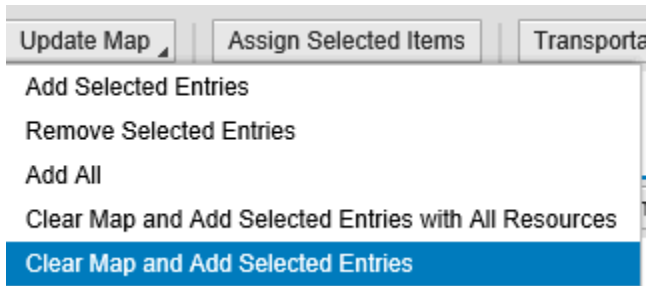 Update Map Assign Selected Items Transporta
Add Selected Entries
Remove Selected Entries
Add All
Clear Map and Add Selected Entries with All Resources
Clear Map and Add Selected Entries